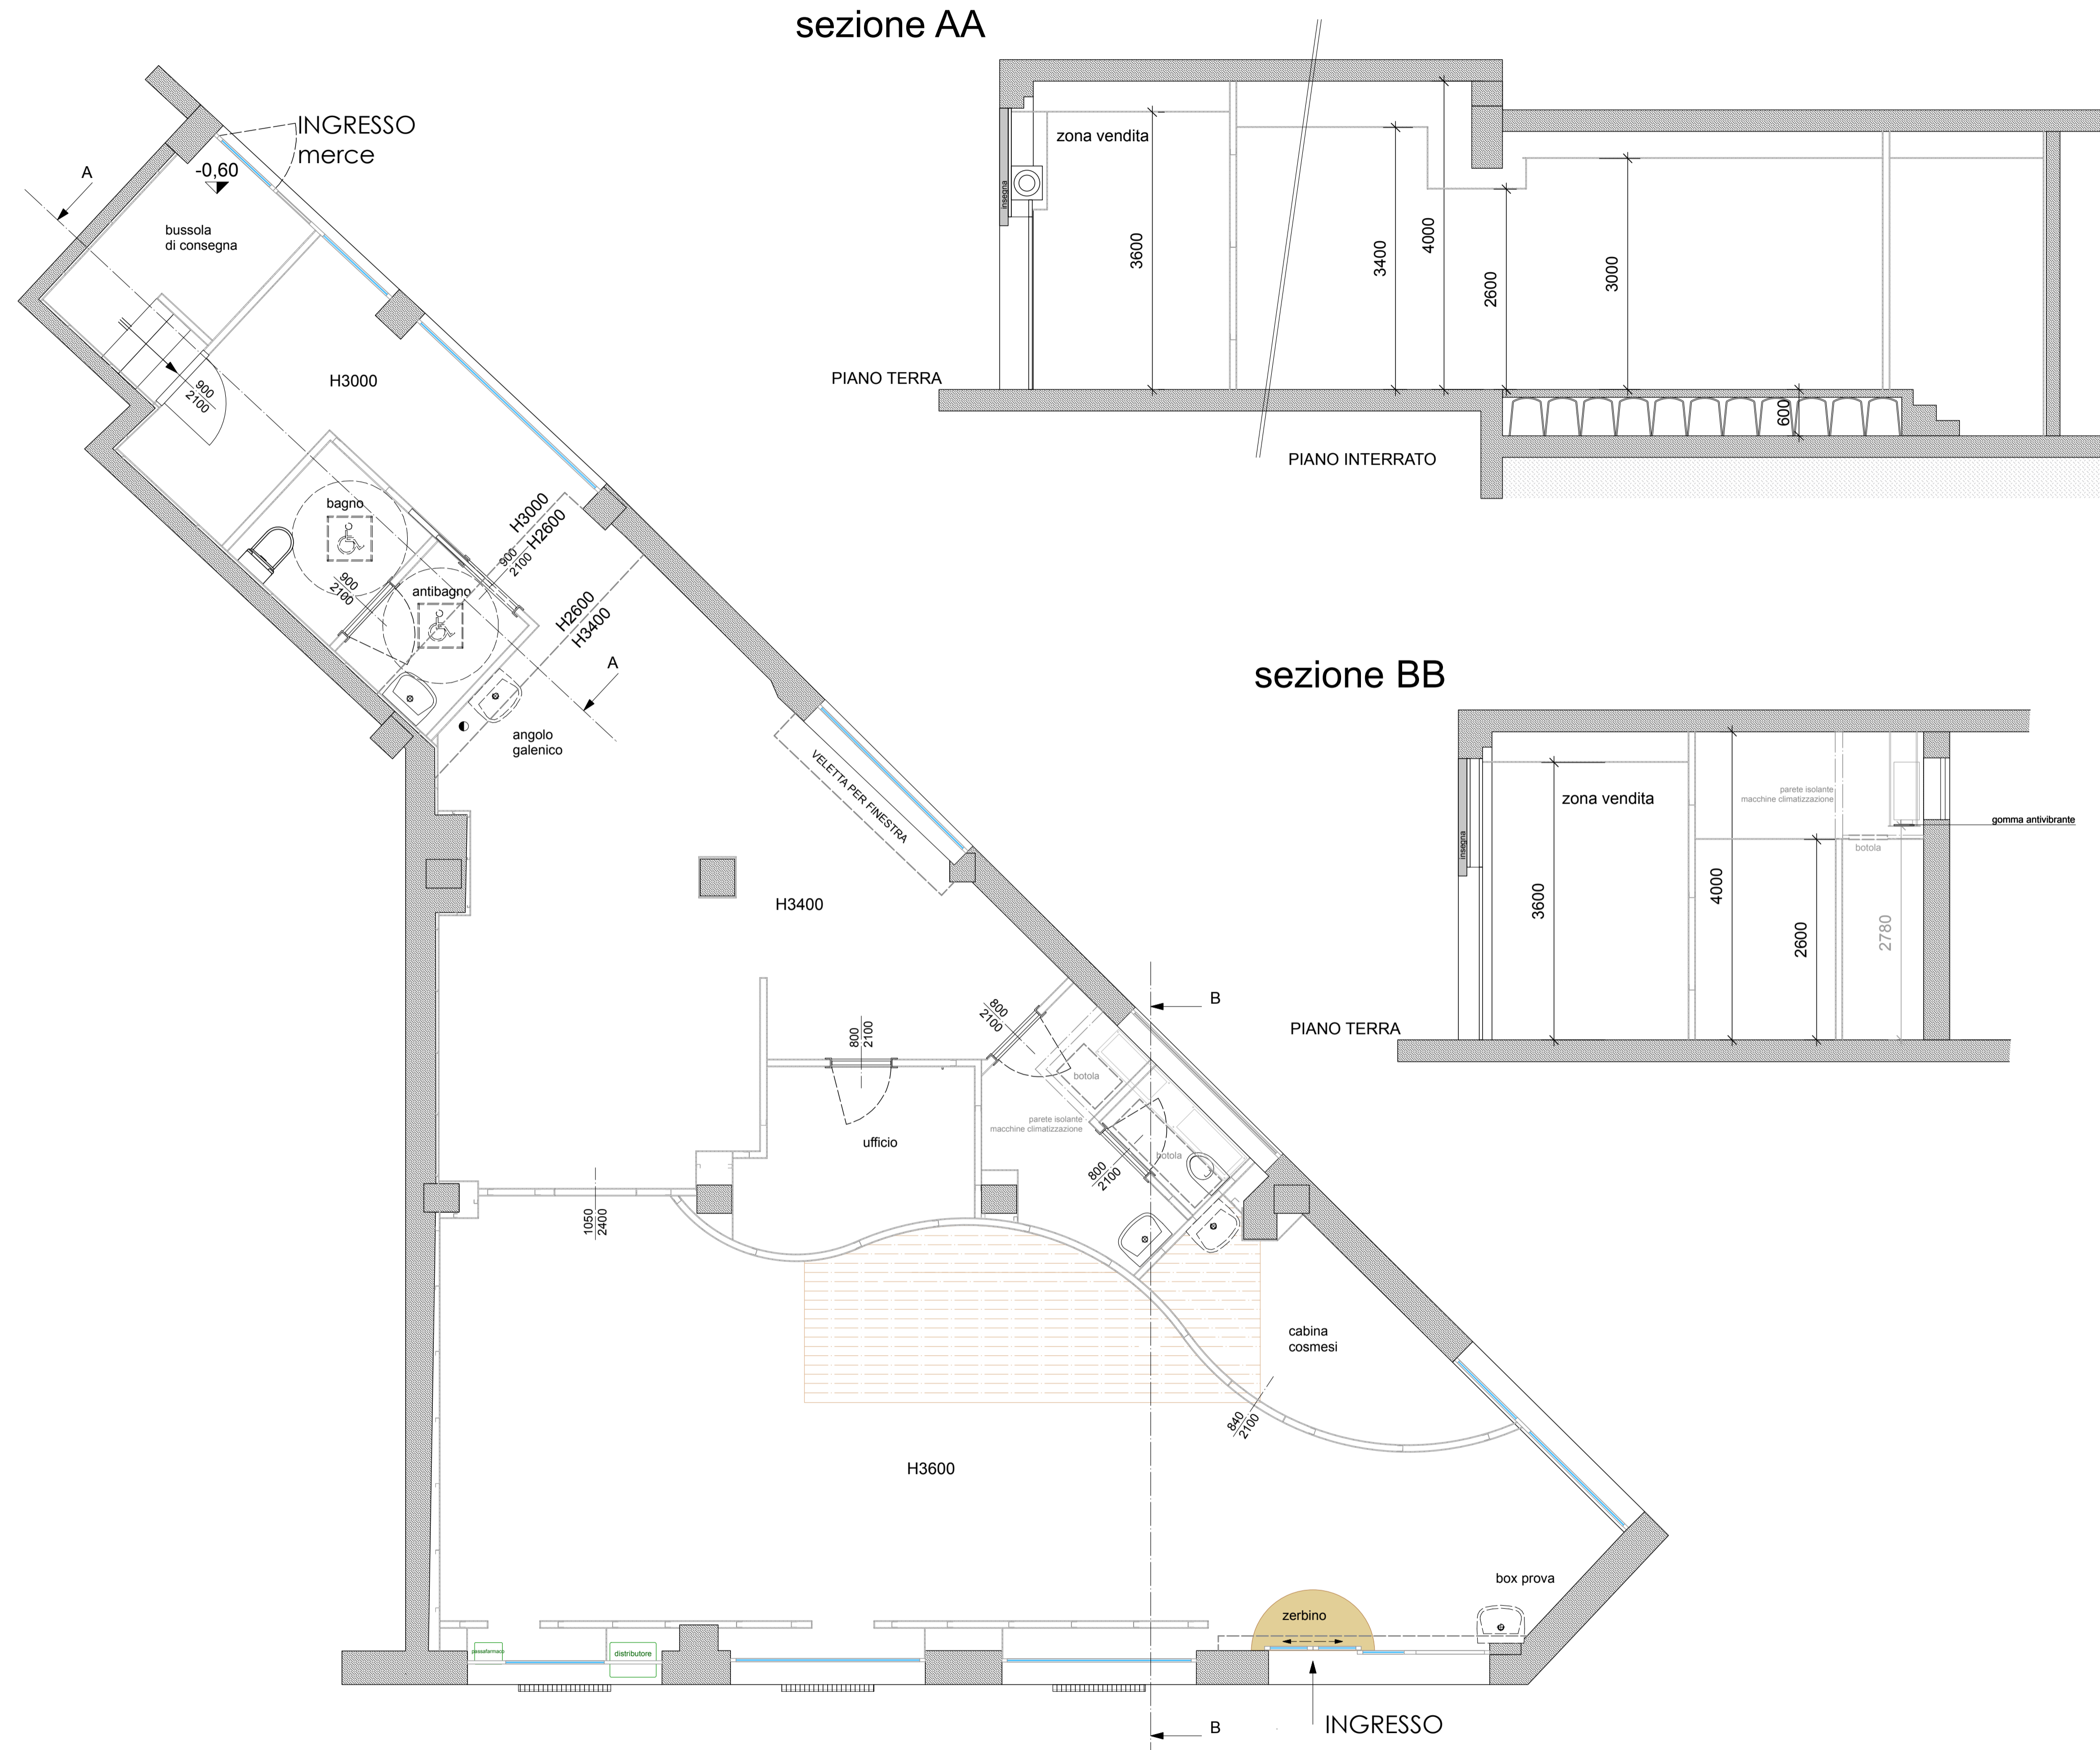 sezione AA
INGRESSO
merce
-0,60
A
bussola
di consegna
900
2100
H3000
bagno
900
2100
antibagno
H3000
H2600
900
2100
H2600
H3400
A
angolo
galenico
VELETTA PER FINESTRA
H3400
800
2100
800
2100
B
botola
parete isolante
macchine climatizzazione
botola
800
2100
ufficio
1050
2400
cabina
cosmesi
840
2100
H3600
box prova
zerbino
passafarmaco
distributore
INGRESSO
B
zona vendita
insegna
3600
3400
4000
2600
3000
600
PIANO TERRA
PIANO INTERRATO
sezione BB
zona vendita
insegna
parete isolante
macchine climatizzazione
gomma antivibrante
botola
3600
4000
2600
2780
PIANO TERRA